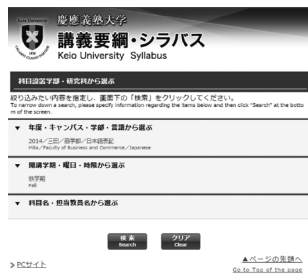 Keio University
慶應義塾大学
講義要綱・シラバス
Keio University Syllabus
科目設置学部・研究科から選ぶ
絞り込みたい内容を指定し、画面下の「検索」をクリックしてください。
To narrow down a search, please specify information regarding the items below and then click "Search" at the botto
m of the screen.
▼ 年度・キャンパス・学部・言語から選ぶ
2014／三田／商学部／日本語表記
Mita／Faculty of Business and Commerce／Japanese
▼ 開講学期・曜日・時限から選ぶ
秋学期
Fall
▼ 科目名・担当教員名から選ぶ
検 索
Search
クリア
Clear
▲ページの先頭へ
Go to Top of the page
> PCサイト